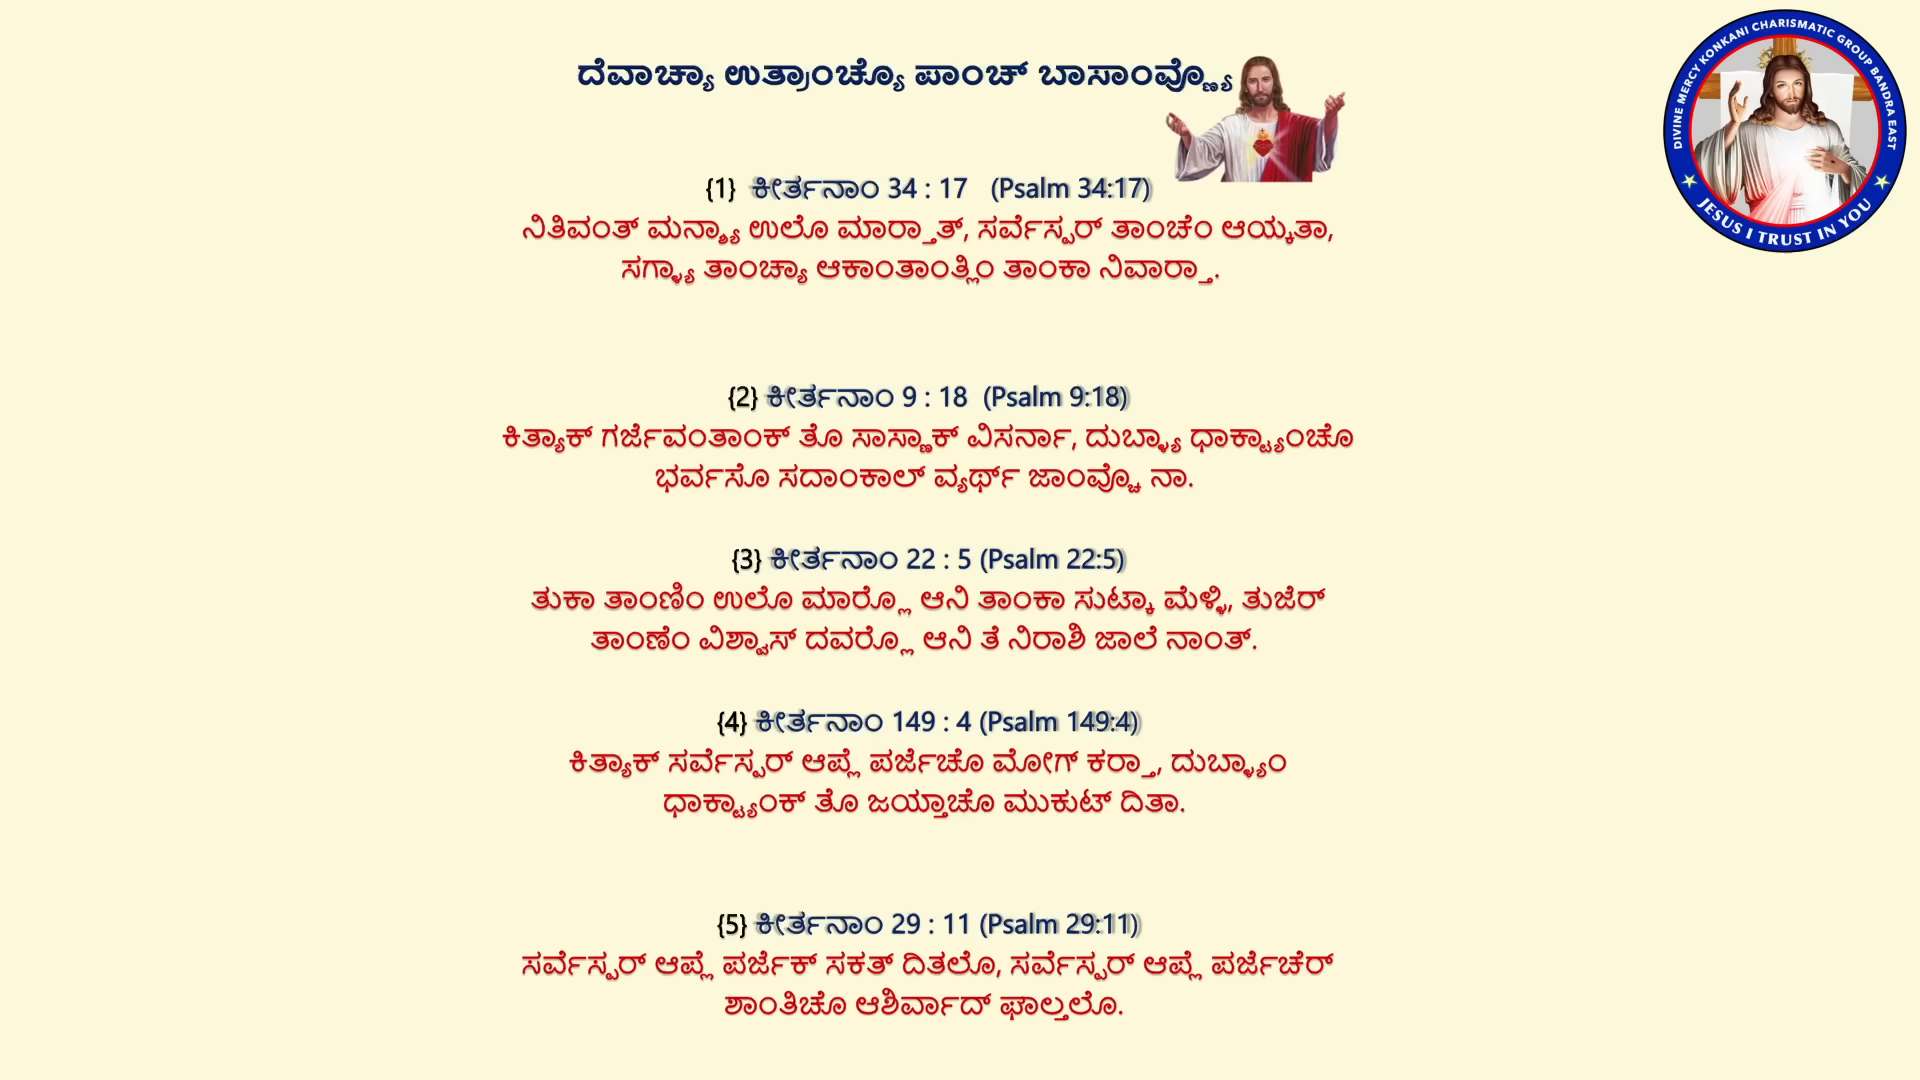 ದೆವಾಚ್ಯಾ ಉತ್ರಾಂಚ್ಯೊ ಪಾಂಚ್ ಬಾಸಾಂವ್ಣ್ಯೊ
DIVINE MERCY KONKANI CHARISMATIC GROUP BANDRA EAST
JESUS I TRUST IN YOU
{1} ಕೀರ್ತನಾಂ 34 : 17 (Psalm 34:17)
ನಿತಿವಂತ್ ಮನ್ಶ್ಯಾ ಉಲೊ ಮಾರ್‍ತಾತ್, ಸರ್ವೆಸ್ಪರ್ ತಾಂಚೆಂ ಆಯ್ಕತಾ,
ಸಗ್ಳ್ಯಾ ತಾಂಚ್ಯಾ ಆಕಾಂತಾಂತ್ಲಿಂ ತಾಂಕಾ ನಿವಾರ್‍ತಾ.
{2} ಕೀರ್ತನಾಂ 9 : 18 (Psalm 9:18)
ಕಿತ್ಯಾಕ್ ಗರ್ಜೆವಂತಾಂಕ್ ತೊ ಸಾಸ್ಣಾಕ್ ವಿಸರ್ನಾ, ದುಬ್ಳ್ಯಾ ಧಾಕ್ಟ್ಯಾಂಚೊ
ಭರ್ವಸೊ ಸದಾಂಕಾಲ್ ವ್ಯರ್ಥ್ ಜಾಂವ್ಚೊ ನಾ.
{3} ಕೀರ್ತನಾಂ 22 : 5 (Psalm 22:5)
ತುಕಾ ತಾಂಣಿಂ ಉಲೊ ಮಾರ್‍ಲೊ ಆನಿ ತಾಂಕಾ ಸುಟ್ಕಾ ಮೆಳ್ಳಿ, ತುಜೆರ್
ತಾಂಣೆಂ ವಿಶ್ವಾಸ್ ದವರ್‍ಲೊ ಆನಿ ತೆ ನಿರಾಶಿ ಜಾಲೆ ನಾಂತ್.
{4} ಕೀರ್ತನಾಂ 149 : 4 (Psalm 149:4)
ಕಿತ್ಯಾಕ್ ಸರ್ವೆಸ್ಪರ್ ಆಪ್ಲೆ ಪರ್ಜೆಚೊ ಮೋಗ್ ಕರ್‍ತಾ, ದುಬ್ಳ್ಯಾಂ
ಧಾಕ್ಟ್ಯಾಂಕ್ ತೊ ಜಯ್ತಾಚೊ ಮುಕುಟ್ ದಿತಾ.
{5} ಕೀರ್ತನಾಂ 29 : 11 (Psalm 29:11)
ಸರ್ವೆಸ್ಪರ್ ಆಪ್ಲೆ ಪರ್ಜೆಕ್ ಸಕತ್ ದಿತಲೊ, ಸರ್ವೆಸ್ಪರ್ ಆಪ್ಲೆ ಪರ್ಜೆಚೆರ್
ಶಾಂತಿಚೊ ಆಶಿರ್ವಾದ್ ಘಾಲ್ತಲೊ.